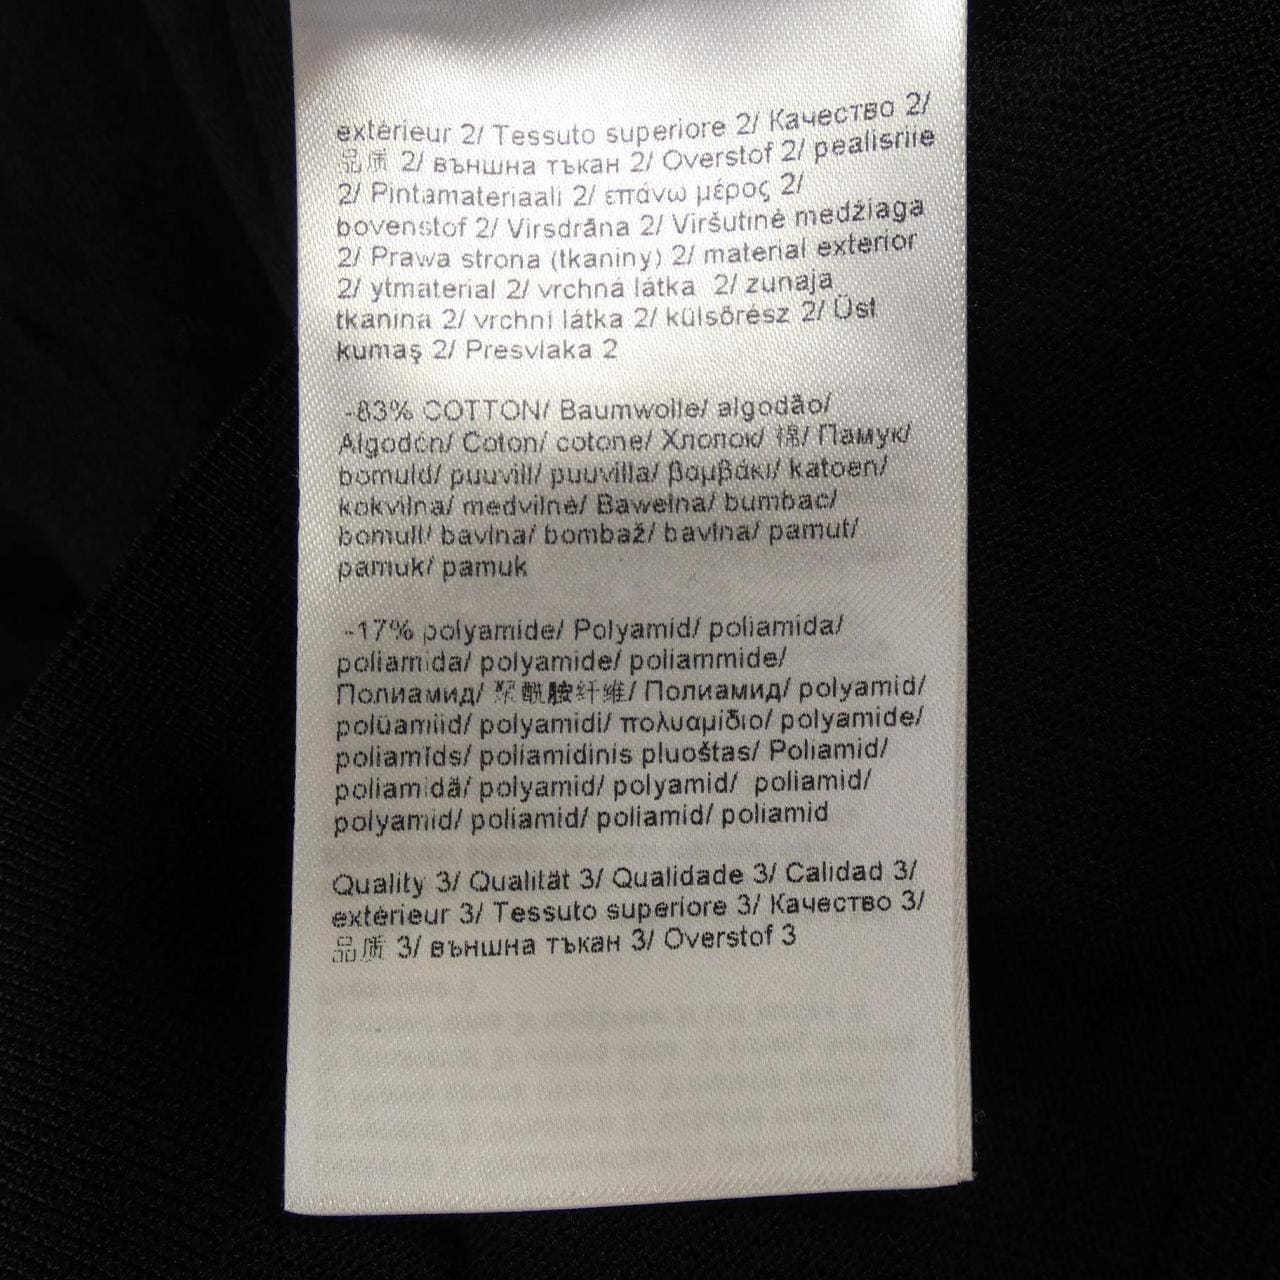 extérieur 2/ Tessuto superiore 2/ Качество 2/
品质 2/ външна тъкан 2/ Overstof 2/ pealisriie
2/ Pintamateriaali 2/ επάνω μέρος 2/
bovenstof 2/ Virsdrāna 2/ Viršutinė medžiaga
2/ Prawa strona (tkaniny) 2/ material exterior
2/ ytmaterial 2/ vrchná látka 2/ zunaja
tkanina 2/ vrchní látka 2/ külsőrész 2/ Üst
kumaş 2/ Presvlaka 2
-83% COTTON/ Baumwolle/ algodão/
Algodón/ Coton/ cotone/ Хлопок/ 棉/ Памук/
bomuld/ puuvill/ puuvilla/ βαμβάκι/ katoen/
kokvilna/ medvilnė/ Bawełna/ bumbac/
bomull/ bavlna/ bombaž/ bavlna/ pamut/
pamuk/ pamuk
-17% polyamide/ Polyamid/ poliamida/
poliamida/ polyamide/ poliammide/
Полиамид/ 聚酰胺纤维/ Полиамид/ polyamid/
polüamiid/ polyamidi/ πολυαμίδιο/ polyamide/
poliamīds/ poliamidinis pluoštas/ Poliamid/
poliamidă/ polyamid/ polyamid/ poliamid/
polyamid/ poliamid/ poliamid/ poliamid
Quality 3/ Qualität 3/ Qualidade 3/ Calidad 3/
extérieur 3/ Tessuto superiore 3/ Качество 3/
品质 3/ външна тъкан 3/ Overstof 3